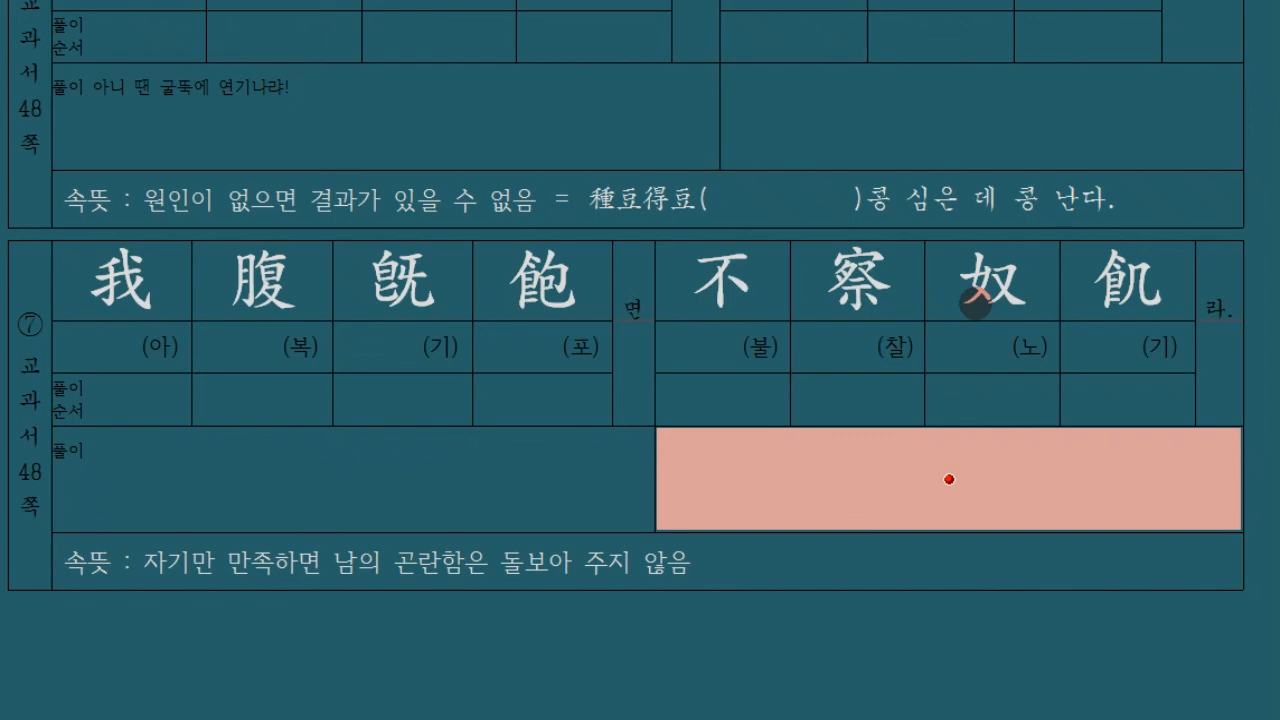 교
과
서
48
쪽
풀이
순서
풀이 아니 땐 굴뚝에 연기나랴!
속뜻 : 원인이 없으면 결과가 있을 수 없음 = 種豆得豆( )콩 심은 데 콩 난다.
⑦
교
과
서
48
쪽
我 腹 旣 飽 면 不 察 奴 飢 라.
(아) (복) (기) (포) (불) (찰) (노) (기)
풀이
순서
풀이
속뜻 : 자기만 만족하면 남의 곤란함은 돌보아 주지 않음